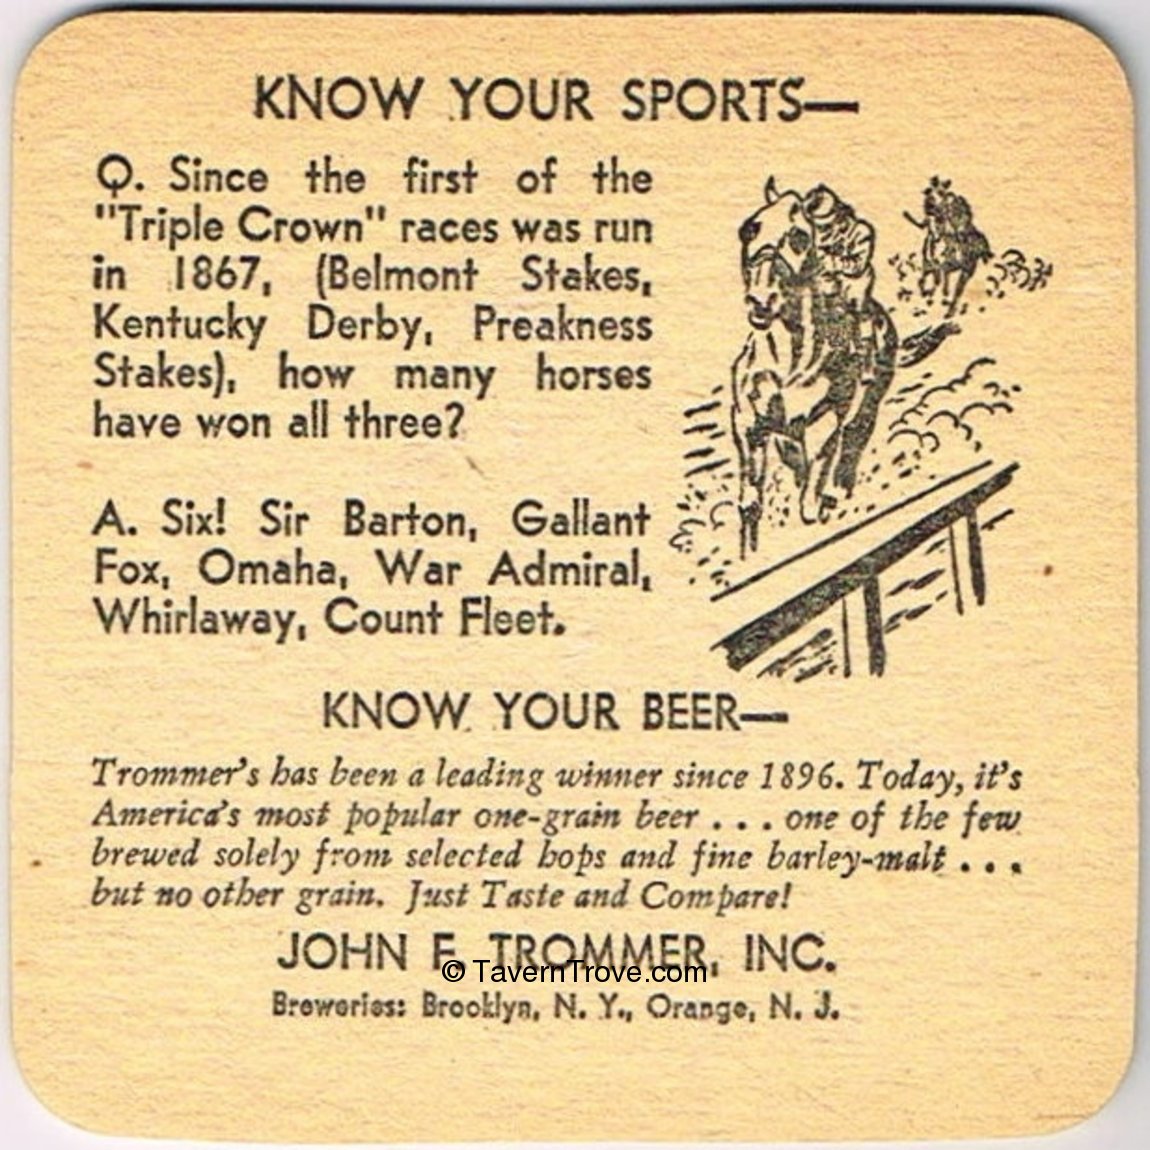 KNOW YOUR SPORTS—
Q. Since the first of the
"Triple Crown" races was run
in 1867, (Belmont Stakes,
Kentucky Derby, Preakness
Stakes), how many horses
have won all three?
A. Six! Sir Barton, Gallant
Fox, Omaha, War Admiral,
Whirlaway, Count Fleet.
KNOW YOUR BEER—
Trommer's has been a leading winner since 1896. Today, it's
America's most popular one-grain beer . . . one of the few
brewed solely from selected hops and fine barley-malt . . .
but no other grain. Just Taste and Compare!
JOHN F. TROMMER, INC.
© TavernTrove.com
Breweries: Brooklyn, N. Y., Orange, N. J.